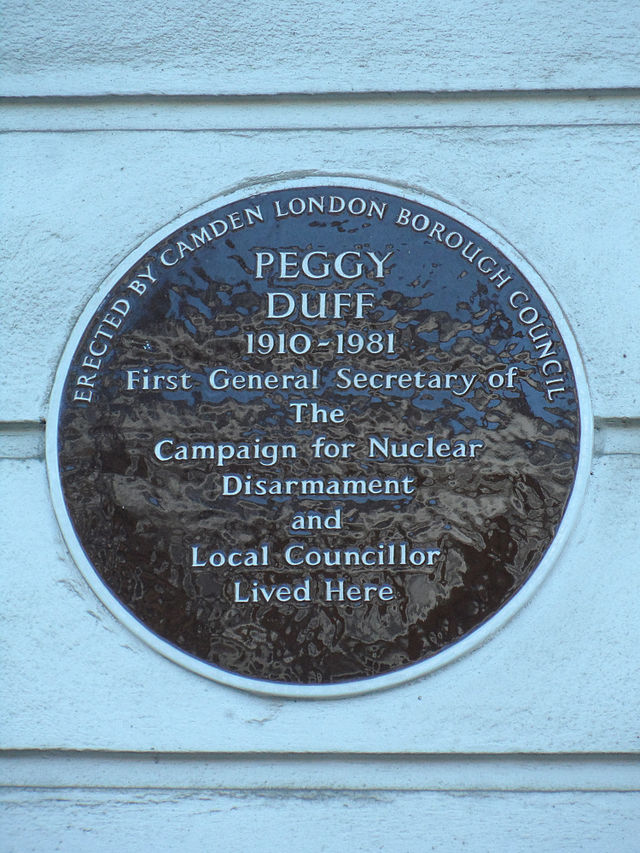 ERECTED BY CAMDEN LONDON BOROUGH COUNCIL
PEGGY
DUFF
1910-1981
First General Secretary of
The
Campaign for Nuclear
Disarmament
and
Local Councillor
Lived Here